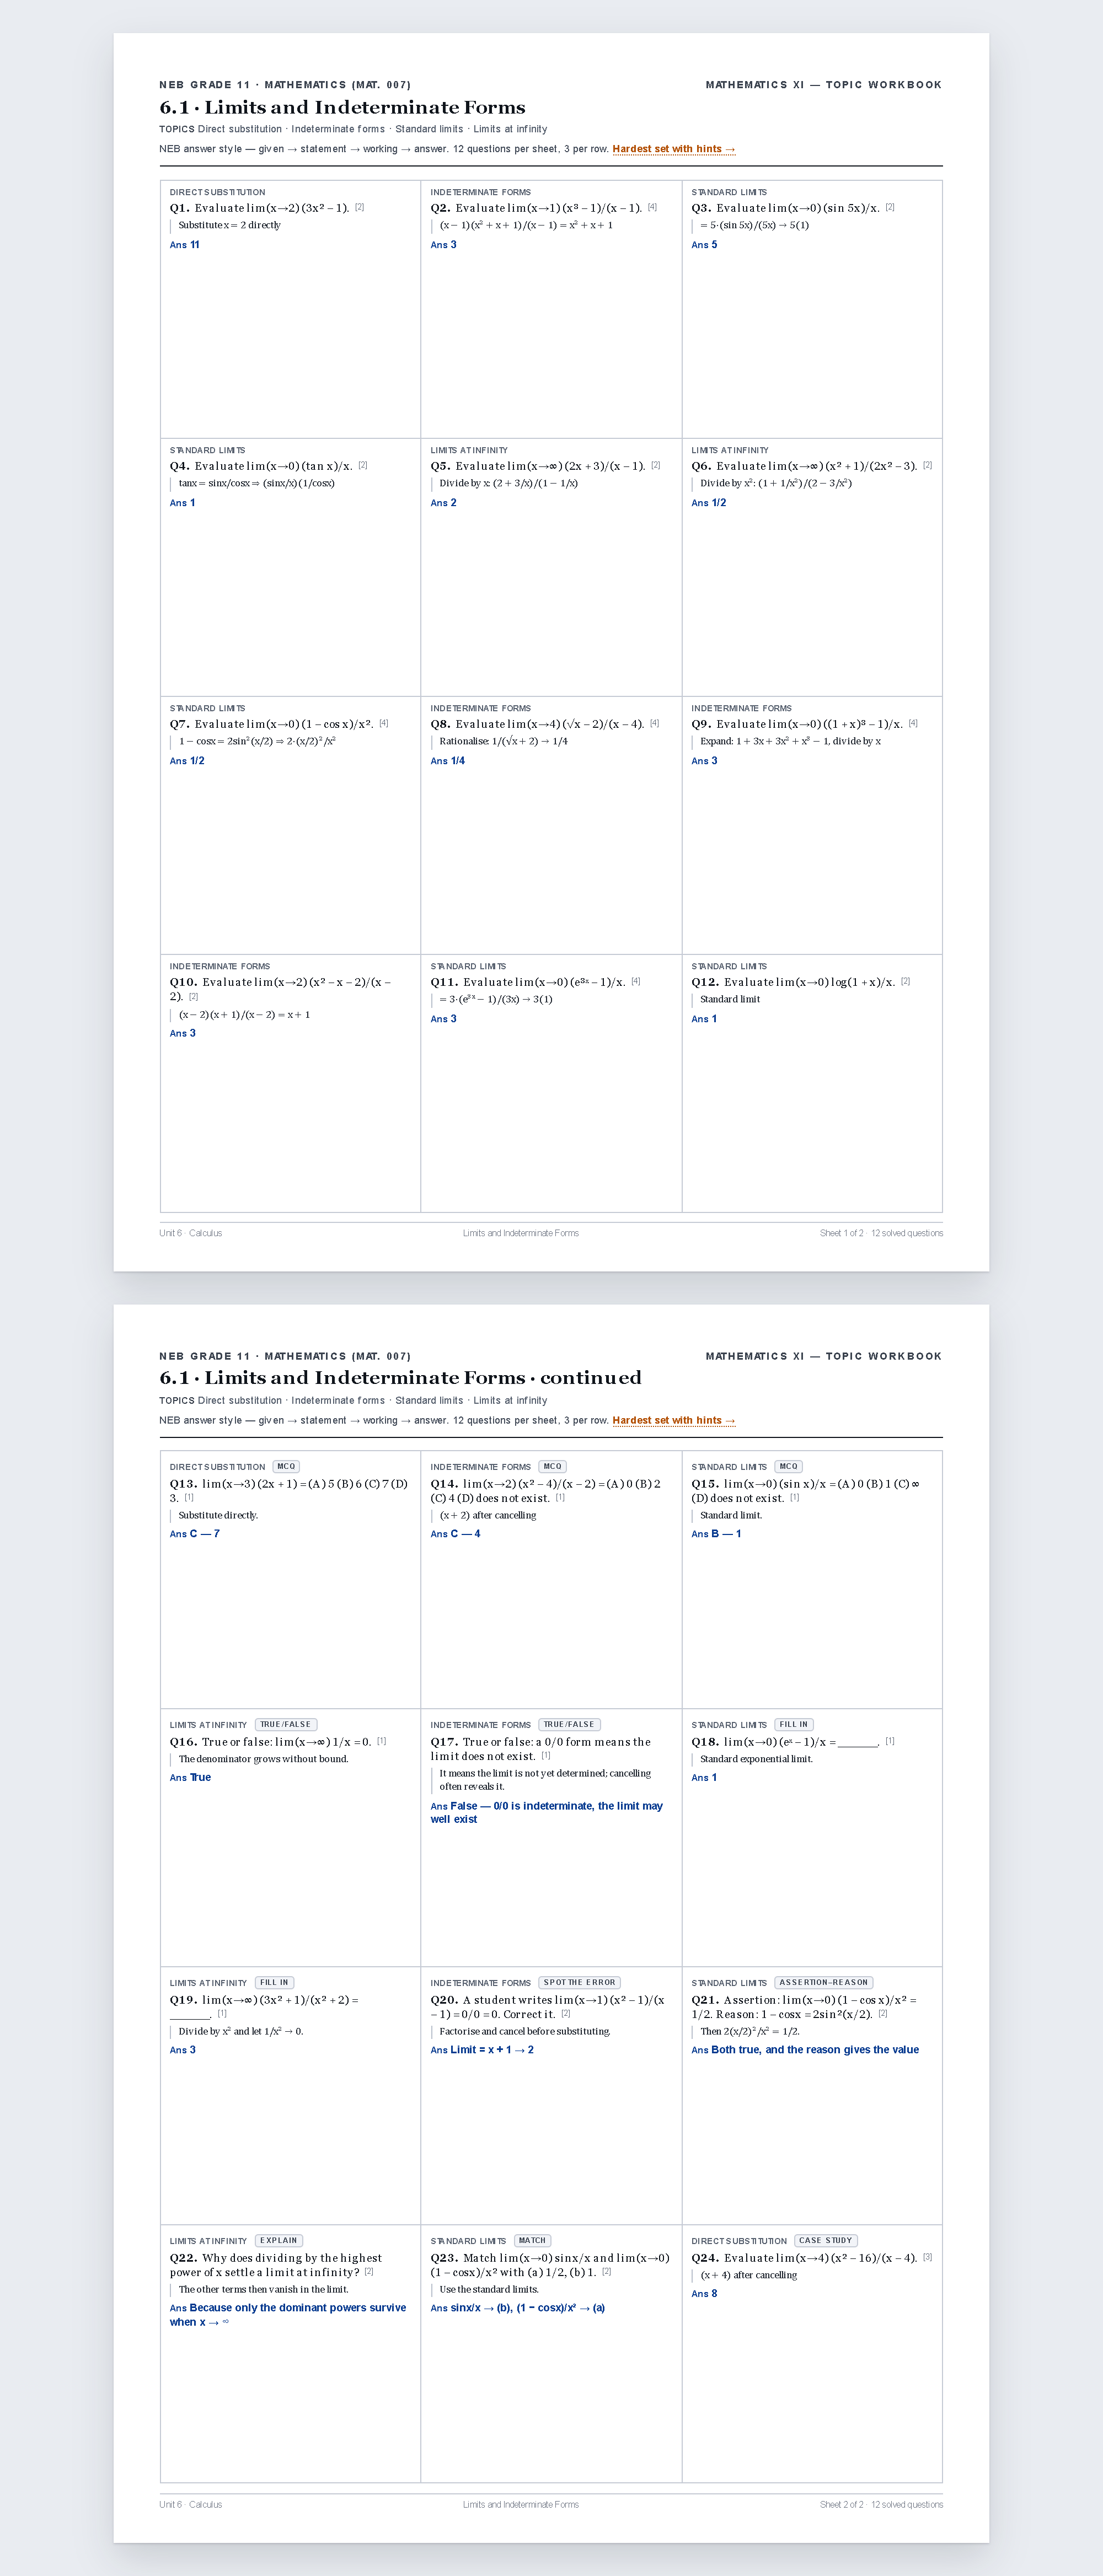 NEB GRADE 11 · MATHEMATICS (MAT. 007)
MATHEMATICS XI — TOPIC WORKBOOK
6.1 · Limits and Indeterminate Forms
TOPICS Direct substitution · Indeterminate forms · Standard limits · Limits at infinity
NEB answer style — given → statement → working → answer. 12 questions per sheet, 3 per row. Hardest set with hints →
DIRECT SUBSTITUTION
Q1. Evaluate lim(x→2) (3x² − 1). [2]
Substitute x = 2 directly
Ans 11
INDETERMINATE FORMS
Q2. Evaluate lim(x→1) (x³ − 1)/(x − 1). [4]
(x − 1)(x² + x + 1)/(x − 1) = x² + x + 1
Ans 3
STANDARD LIMITS
Q3. Evaluate lim(x→0) (sin 5x)/x. [2]
= 5·(sin 5x)/(5x) → 5(1)
Ans 5
STANDARD LIMITS
Q4. Evaluate lim(x→0) (tan x)/x. [2]
tanx = sinx/cosx ⇒ (sinx/x)(1/cosx)
Ans 1
LIMITS AT INFINITY
Q5. Evaluate lim(x→∞) (2x + 3)/(x − 1). [2]
Divide by x: (2 + 3/x)/(1 − 1/x)
Ans 2
LIMITS AT INFINITY
Q6. Evaluate lim(x→∞) (x² + 1)/(2x² − 3). [2]
Divide by x²: (1 + 1/x²)/(2 − 3/x²)
Ans 1/2
STANDARD LIMITS
Q7. Evaluate lim(x→0) (1 − cos x)/x². [4]
1 − cosx = 2sin²(x/2) ⇒ 2·(x/2)²/x²
Ans 1/2
INDETERMINATE FORMS
Q8. Evaluate lim(x→4) (√x − 2)/(x − 4). [4]
Rationalise: 1/(√x + 2) → 1/4
Ans 1/4
INDETERMINATE FORMS
Q9. Evaluate lim(x→0) ((1 + x)³ − 1)/x. [4]
Expand: 1 + 3x + 3x² + x³ − 1, divide by x
Ans 3
INDETERMINATE FORMS
Q10. Evaluate lim(x→2) (x² − x − 2)/(x −
2). [2]
(x − 2)(x + 1)/(x − 2) = x + 1
Ans 3
STANDARD LIMITS
Q11. Evaluate lim(x→0) (e³ˣ − 1)/x. [4]
= 3·(e³ˣ − 1)/(3x) → 3(1)
Ans 3
STANDARD LIMITS
Q12. Evaluate lim(x→0) log(1 + x)/x. [2]
Standard limit
Ans 1
Unit 6 · Calculus
Limits and Indeterminate Forms
Sheet 1 of 2 · 12 solved questions
NEB GRADE 11 · MATHEMATICS (MAT. 007)
MATHEMATICS XI — TOPIC WORKBOOK
6.1 · Limits and Indeterminate Forms · continued
TOPICS Direct substitution · Indeterminate forms · Standard limits · Limits at infinity
NEB answer style — given → statement → working → answer. 12 questions per sheet, 3 per row. Hardest set with hints →
DIRECT SUBSTITUTION MCQ
Q13. lim(x→3) (2x + 1) = (A) 5 (B) 6 (C) 7 (D)
3. [1]
Substitute directly.
Ans C — 7
INDETERMINATE FORMS MCQ
Q14. lim(x→2) (x² − 4)/(x − 2) = (A) 0 (B) 2
(C) 4 (D) does not exist. [1]
(x + 2) after cancelling
Ans C — 4
STANDARD LIMITS MCQ
Q15. lim(x→0) (sin x)/x = (A) 0 (B) 1 (C) ∞
(D) does not exist. [1]
Standard limit.
Ans B — 1
LIMITS AT INFINITY TRUE/FALSE
Q16. True or false: lim(x→∞) 1/x = 0. [1]
The denominator grows without bound.
Ans True
INDETERMINATE FORMS TRUE/FALSE
Q17. True or false: a 0/0 form means the
limit does not exist. [1]
It means the limit is not yet determined; cancelling
often reveals it.
Ans False — 0/0 is indeterminate, the limit may
well exist
STANDARD LIMITS FILL IN
Q18. lim(x→0) (eˣ − 1)/x = ______. [1]
Standard exponential limit.
Ans 1
LIMITS AT INFINITY FILL IN
Q19. lim(x→∞) (3x² + 1)/(x² + 2) =
______. [1]
Divide by x² and let 1/x² → 0.
Ans 3
INDETERMINATE FORMS SPOT THE ERROR
Q20. A student writes lim(x→1) (x² − 1)/(x
− 1) = 0/0 = 0. Correct it. [2]
Factorise and cancel before substituting.
Ans Limit = x + 1 → 2
STANDARD LIMITS ASSERTION–REASON
Q21. Assertion: lim(x→0) (1 − cos x)/x² =
1/2. Reason: 1 − cosx = 2sin²(x/2). [2]
Then 2(x/2)²/x² = 1/2.
Ans Both true, and the reason gives the value
LIMITS AT INFINITY EXPLAIN
Q22. Why does dividing by the highest
power of x settle a limit at infinity? [2]
The other terms then vanish in the limit.
Ans Because only the dominant powers survive
when x → ∞
STANDARD LIMITS MATCH
Q23. Match lim(x→0) sinx/x and lim(x→0)
(1 − cosx)/x² with (a) 1/2, (b) 1. [2]
Use the standard limits.
Ans sinx/x → (b), (1 − cosx)/x² → (a)
DIRECT SUBSTITUTION CASE STUDY
Q24. Evaluate lim(x→4) (x² − 16)/(x − 4). [3]
(x + 4) after cancelling
Ans 8
Unit 6 · Calculus
Limits and Indeterminate Forms
Sheet 2 of 2 · 12 solved questions